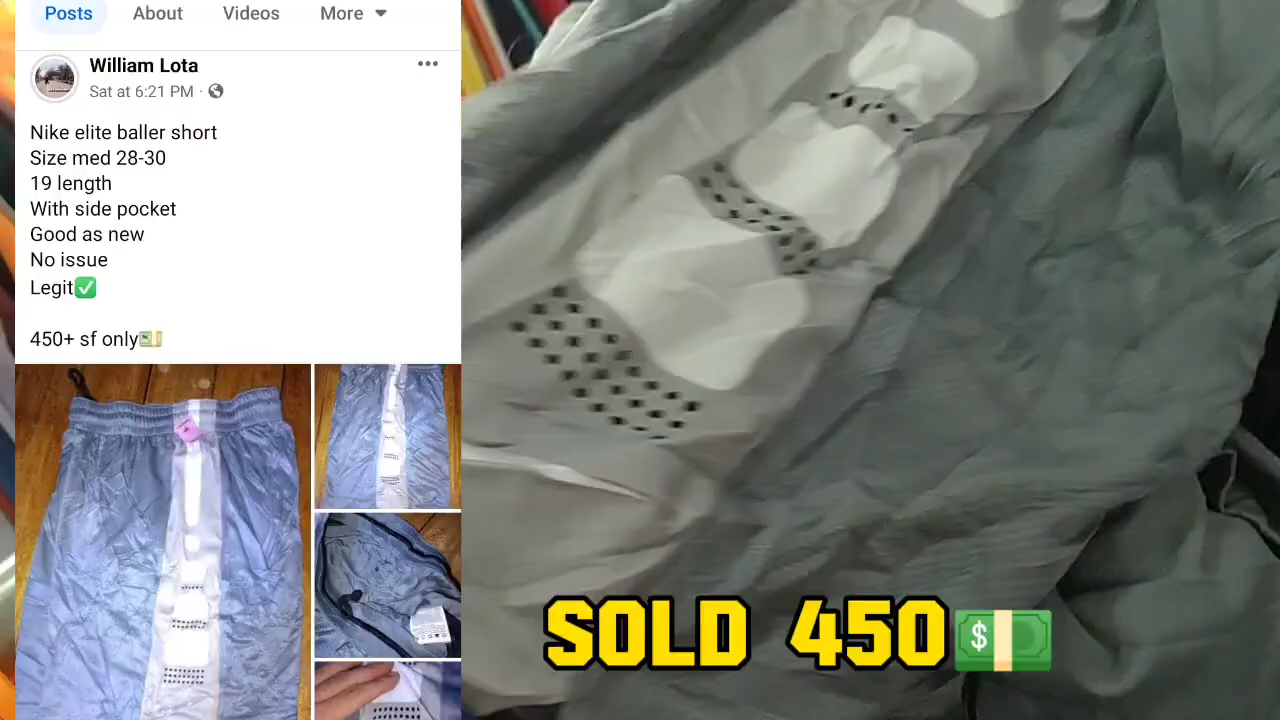 Posts About Videos More
William Lota
Sat at 6:21 PM ·
Nike elite baller short
Size med 28-30
19 length
With side pocket
Good as new
No issue
Legit✅
450+ sf only💵
SOLD 450💵